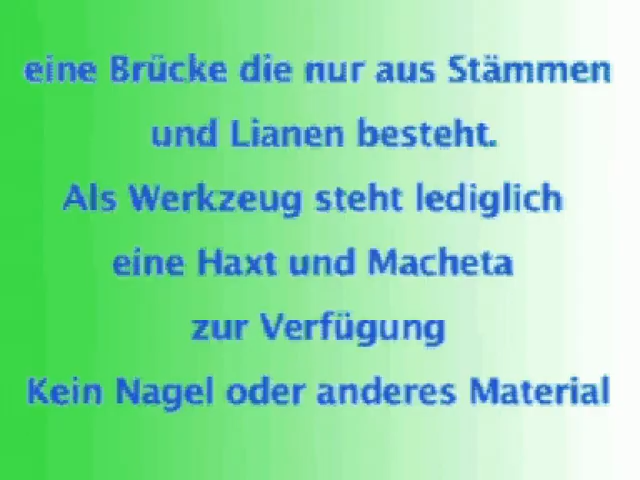 eine Brücke die nur aus Stämmen
und Lianen besteht.
Als Werkzeug steht lediglich
eine Haxt und Macheta
zur Verfügung
Kein Nagel oder anderes Material